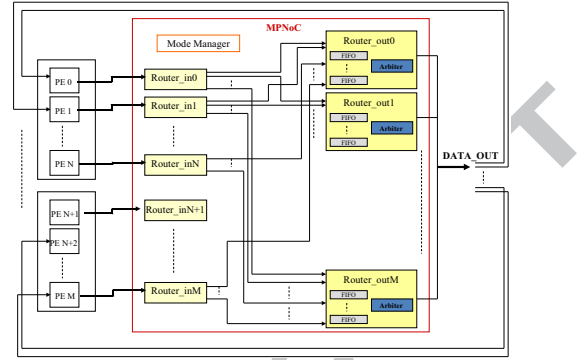 MPNoC
Mode Manager
PE 0
PE 1
PE N
PE N+1
PE N+2
PE M
Router_in0
Router_in1
Router_inN
Router_inN+1
Router_inM
Router_out0
FIFO
Arbiter
FIFO
Router_out1
FIFO
Arbiter
FIFO
Router_outM
FIFO
Arbiter
FIFO
DATA_OUT
T